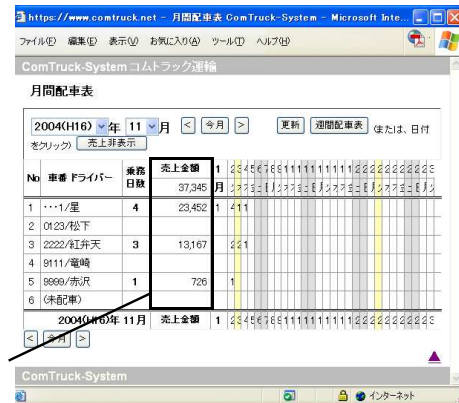 https://www.comtruck.net - 月間配車表 ComTruck-System - Microsoft Inte...
ファイル(F) 編集(E) 表示(V) お気に入り(A) ツール(T) ヘルプ(H)
ComTruck-System コムトラック運輸
月間配車表
2004(H16) 年 11 月 < 今月 > 更新 週間配車表 (または、日付
をクリック) 売上非表示
No 車番 ドライバー 乗務日数 売上金額 1
37,345 月
1 ･･･1/星 4 23,452 1 411
2 0123/松下
3 2222/紅弁天 3 13,167 221
4 9111/竜崎
5 9999/赤沢 1 726 1
6 (未配車)
2004(H16)年 11月 売上金額 1
< 今月 >
ComTruck-System
インターネット